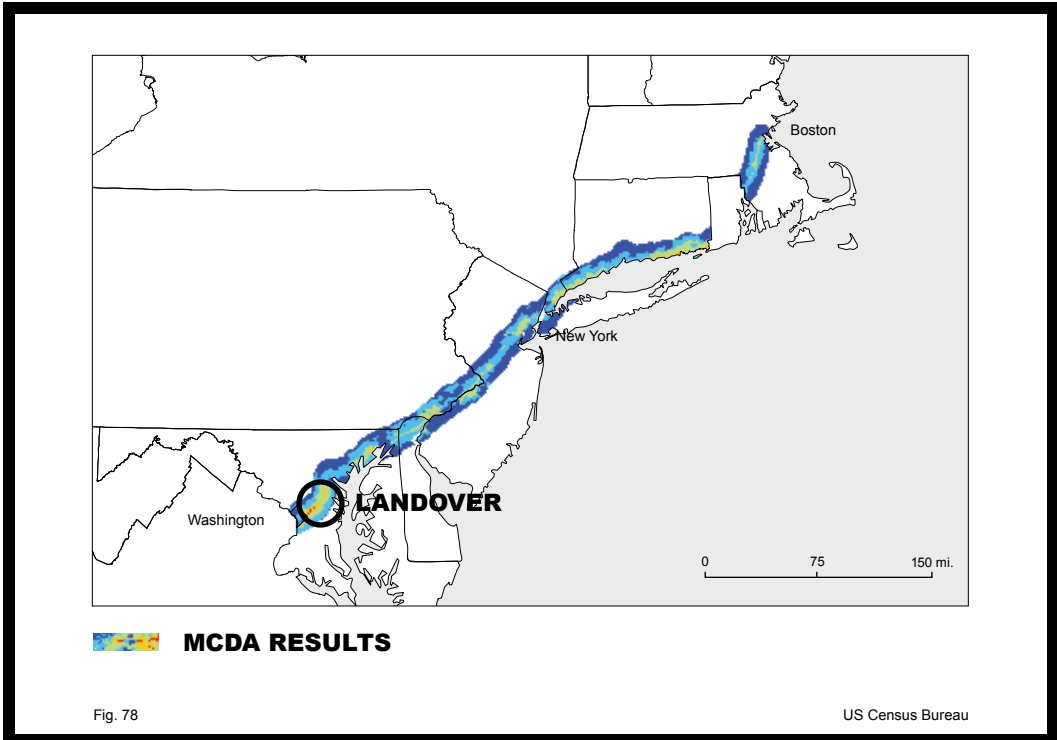 Boston
New York
LANDOVER
Washington
0 75 150 mi.
MCDA RESULTS
Fig. 78 US Census Bureau